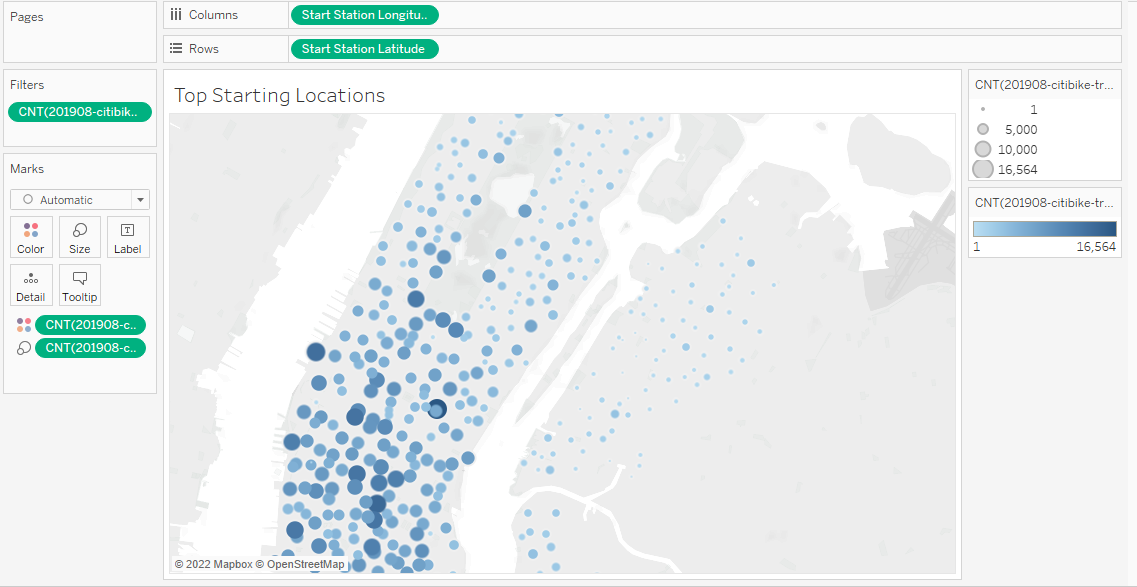 Pages
Columns
Start Station Longitu..
Rows
Start Station Latitude
Filters
CNT(201908-citibik..
Marks
Automatic
Color
Size
Label
Detail
Tooltip
CNT(201908-c..
CNT(201908-c..
Top Starting Locations
© 2022 Mapbox © OpenStreetMap
CNT(201908-citibike-tr...
1
5,000
10,000
16,564
CNT(201908-citibike-tr...
1 16,564